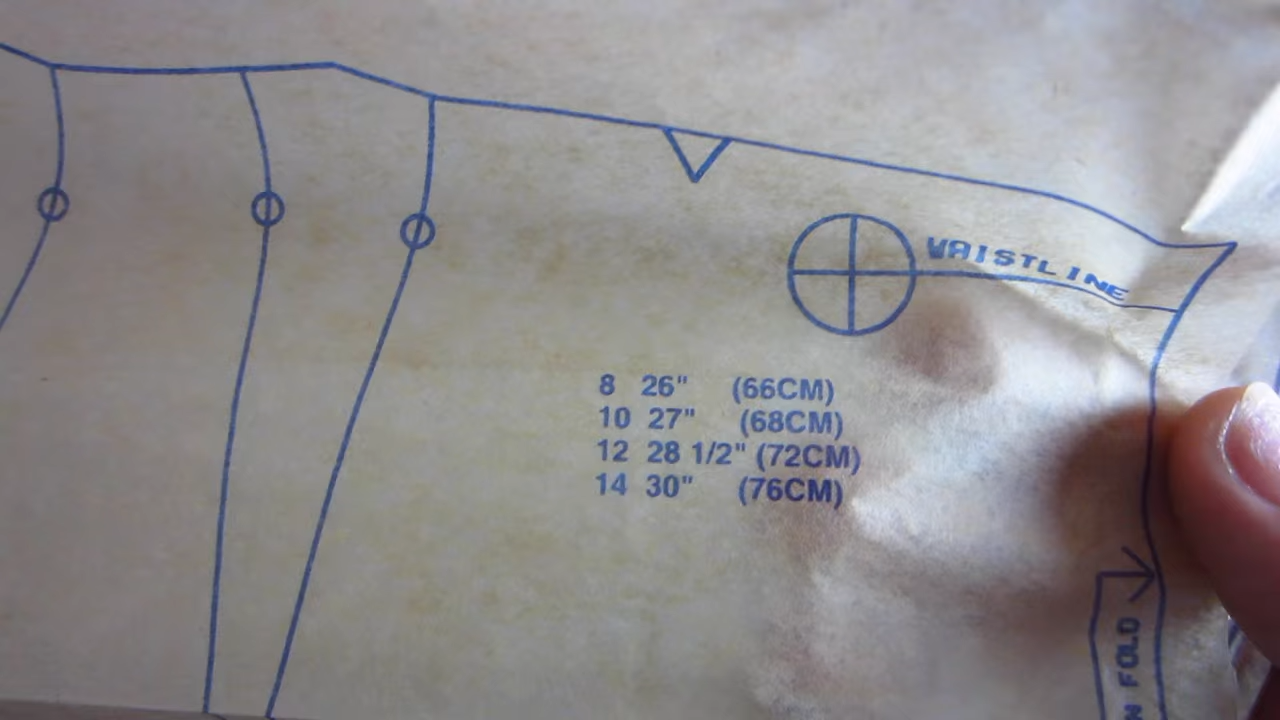 WAISTLINE
8 26" (66CM)
10 27" (68CM)
12 28 1/2" (72CM)
14 30" (76CM)
FOLD